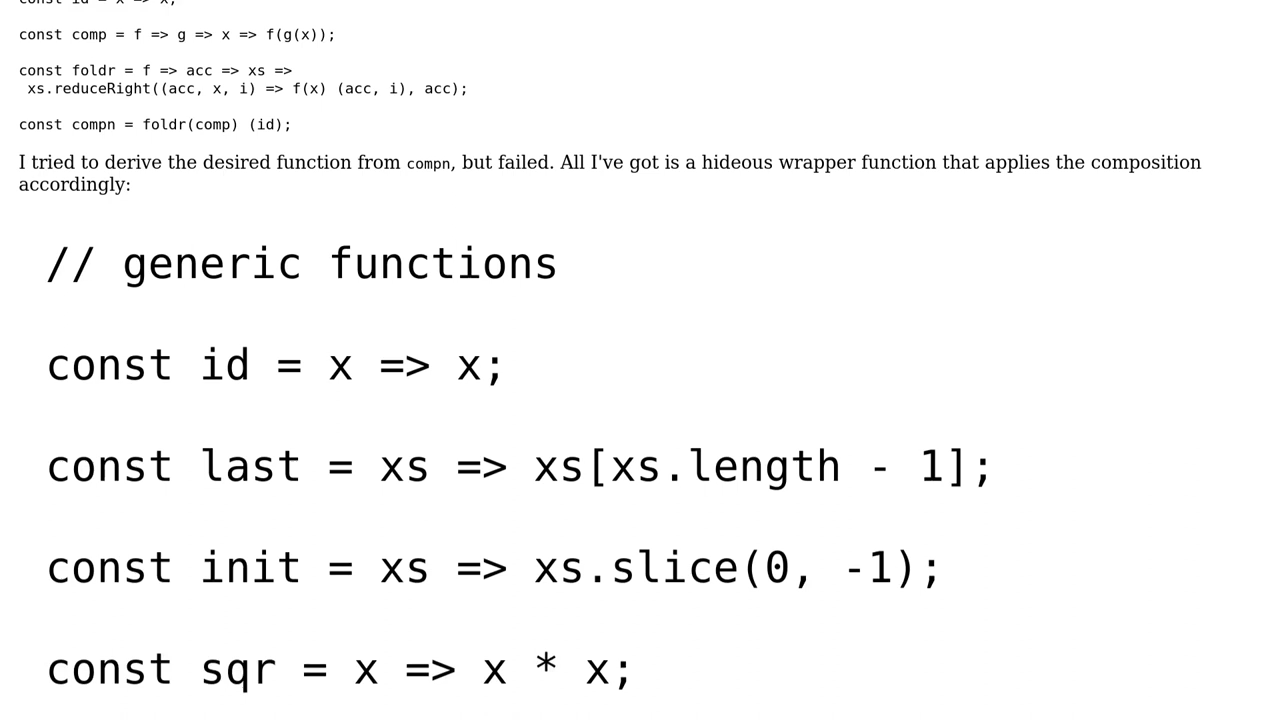 const id = x => x;
const comp = f => g => x => f(g(x));
const foldr = f => acc => xs =>
 xs.reduceRight((acc, x, i) => f(x) (acc, i), acc);
const compn = foldr(comp) (id);
I tried to derive the desired function from compn, but failed. All I've got is a hideous wrapper function that applies the composition
accordingly:
// generic functions
const id = x => x;
const last = xs => xs[xs.length - 1];
const init = xs => xs.slice(0, -1);
const sqr = x => x * x;